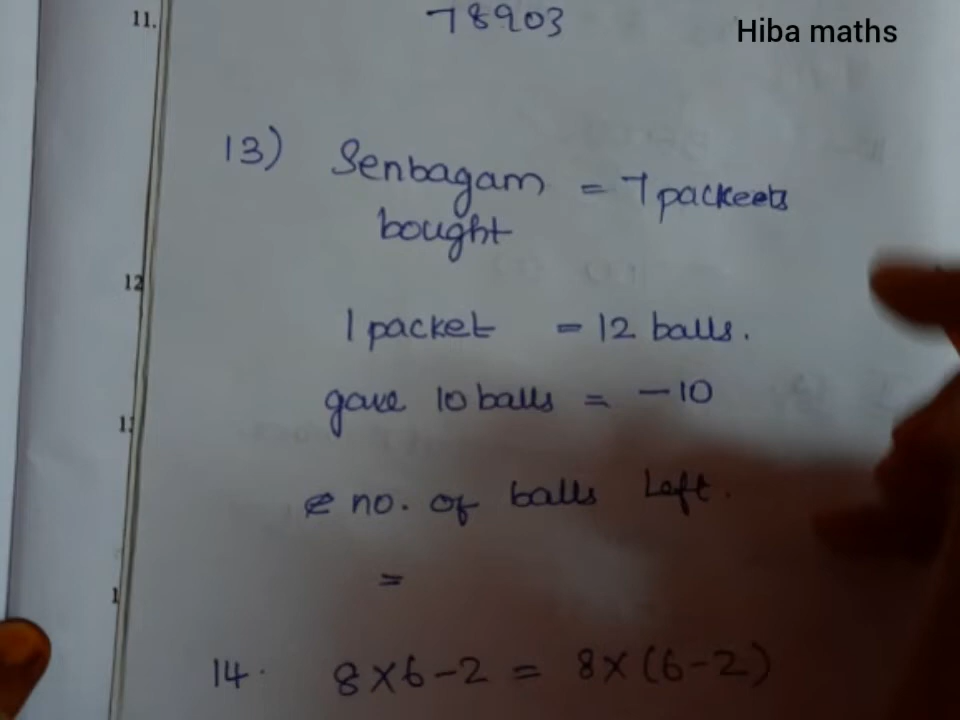 11.
78903
Hiba maths
13) Senbagam = 7 packeets
bought
12
1 packet = 12 balls.
gave 10 balls = -10
no. of balls Left.
=
14. 8×6-2 = 8×(6-2)